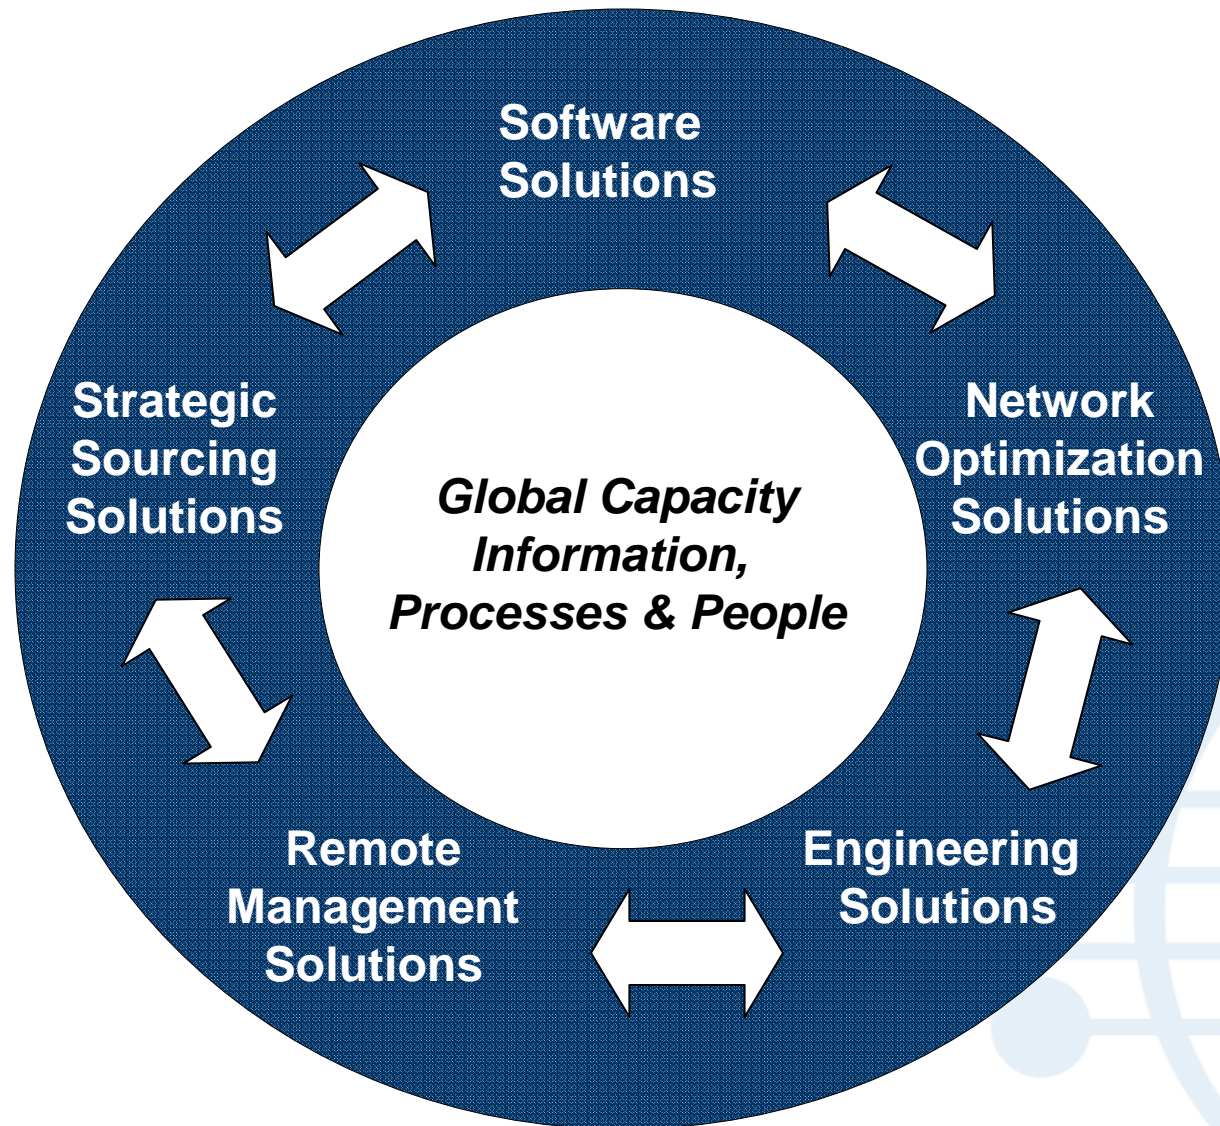 Software
Solutions
Strategic
Sourcing
Solutions
Network
Optimization
Solutions
Global Capacity
Information,
Processes & People
Remote
Management
Solutions
Engineering
Solutions